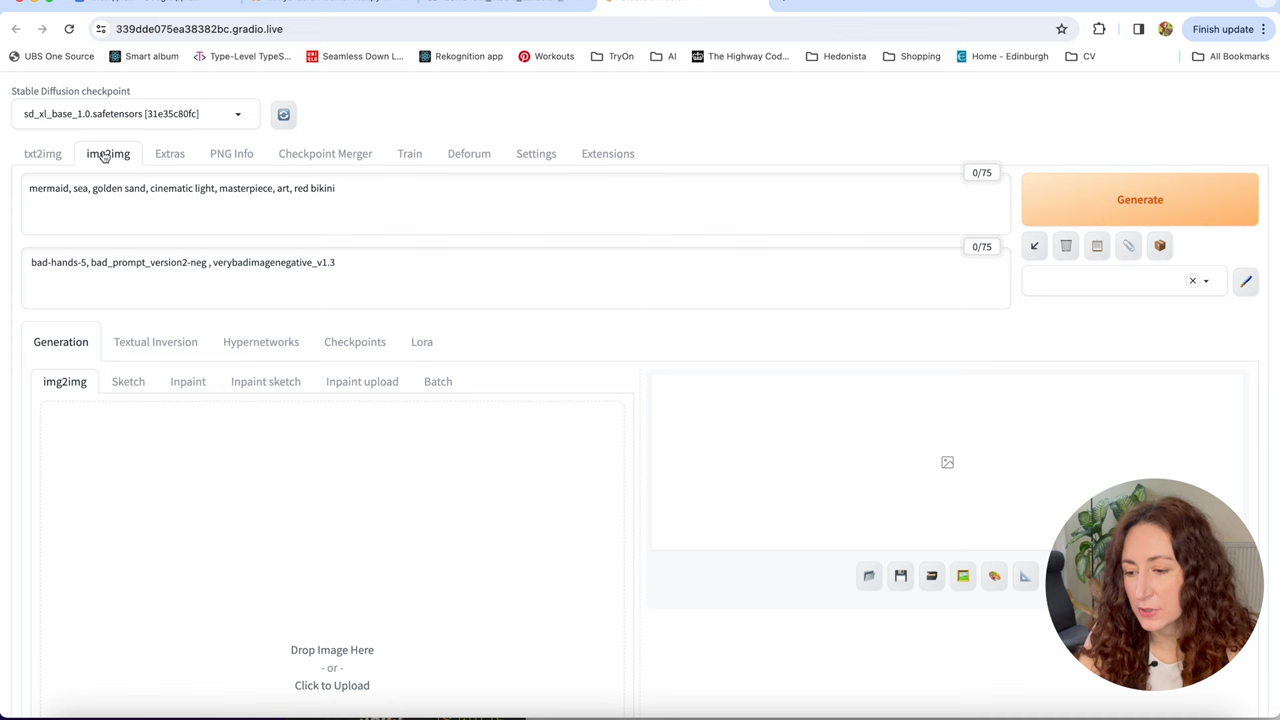 339dde075ea38382bc.gradio.live
Finish update
UBS One Source
Smart album
Type-Level TypeS...
Seamless Down L...
Rekognition app
Workouts
TryOn
AI
The Highway Cod...
Hedonista
Shopping
Home - Edinburgh
CV
All Bookmarks
Stable Diffusion checkpoint
sd_xl_base_1.0.safetensors [31e35c80fc]
txt2img
img2img
Extras
PNG Info
Checkpoint Merger
Train
Deforum
Settings
Extensions
0/75
mermaid, sea, golden sand, cinematic light, masterpiece, art, red bikini
Generate
0/75
bad-hands-5, bad_prompt_version2-neg , verybadimagenegative_v1.3
Generation
Textual Inversion
Hypernetworks
Checkpoints
Lora
img2img
Sketch
Inpaint
Inpaint sketch
Inpaint upload
Batch
Drop Image Here
- or -
Click to Upload